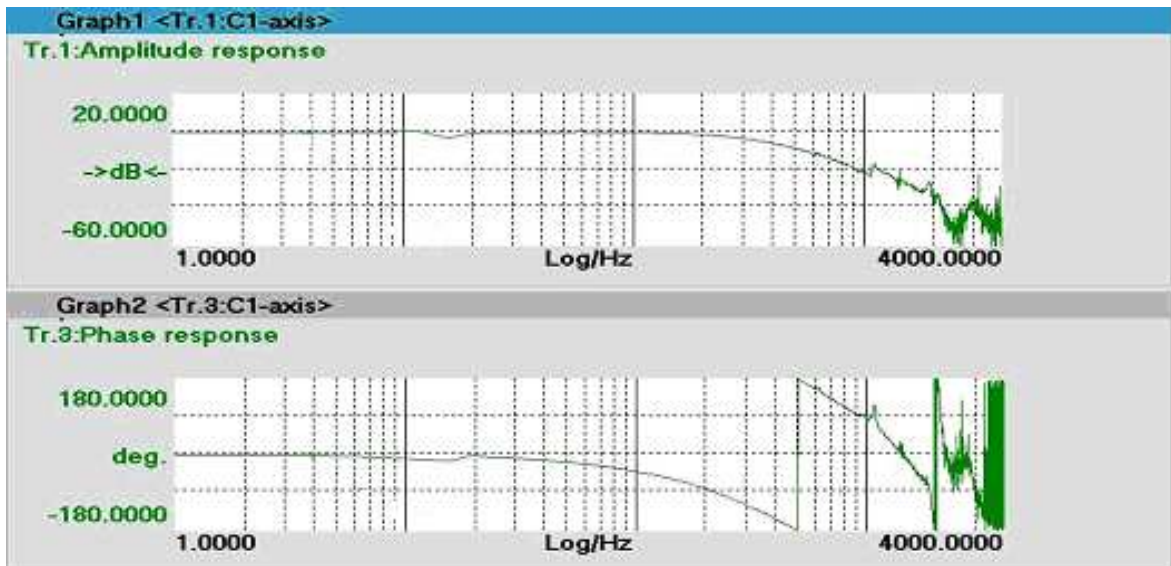 Graph1 <Tr.1:C1-axis>
Tr.1:Amplitude response
20.0000
->dB<-
-60.0000
1.0000 Log/Hz 4000.0000
Graph2 <Tr.3:C1-axis>
Tr.3:Phase response
180.0000
deg.
-180.0000
1.0000 Log/Hz 4000.0000